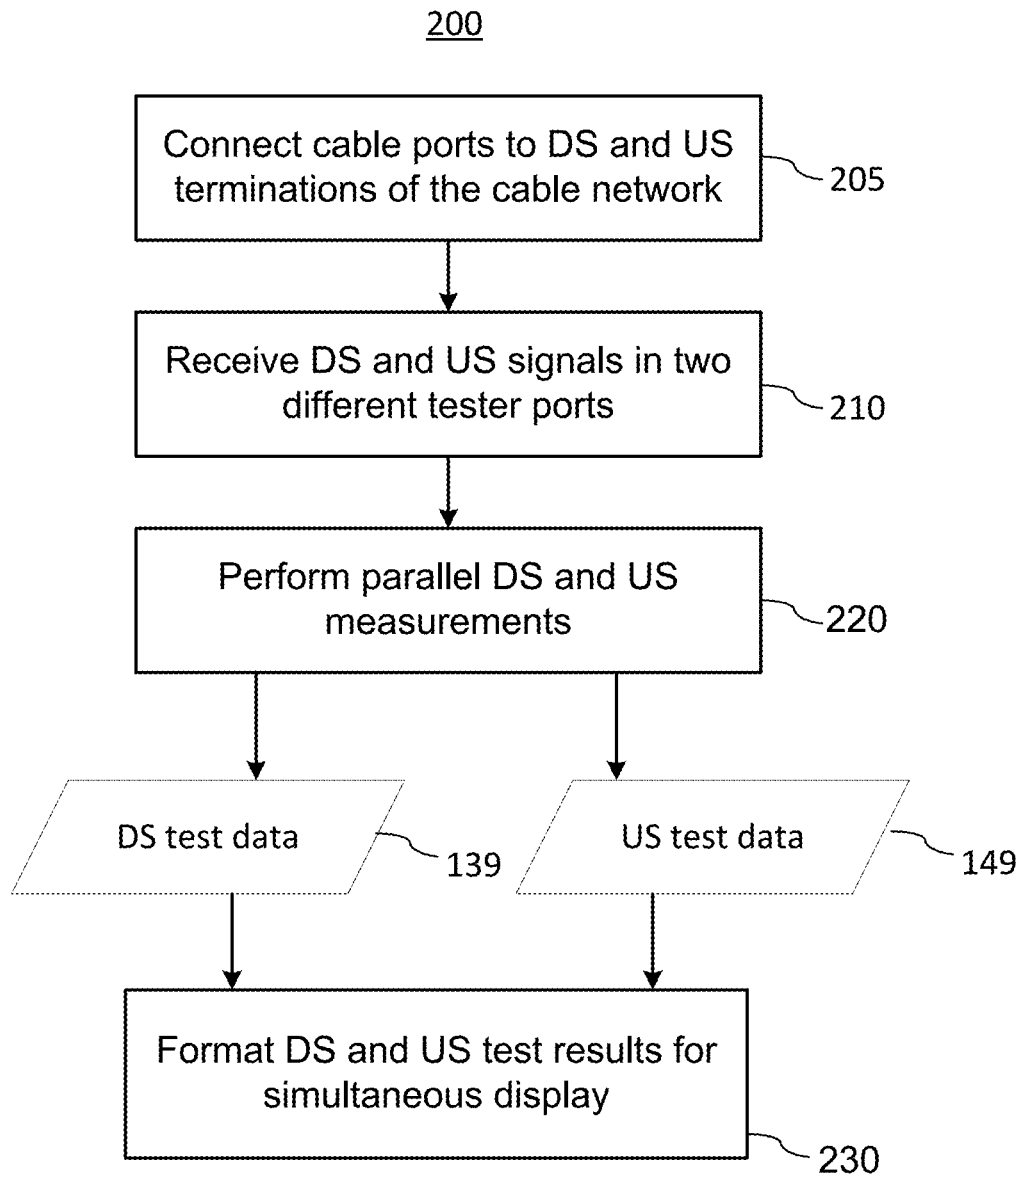 200
Connect cable ports to DS and US
terminations of the cable network
205
Receive DS and US signals in two
different tester ports
210
Perform parallel DS and US
measurements
220
DS test data
139
US test data
149
Format DS and US test results for
simultaneous display
230